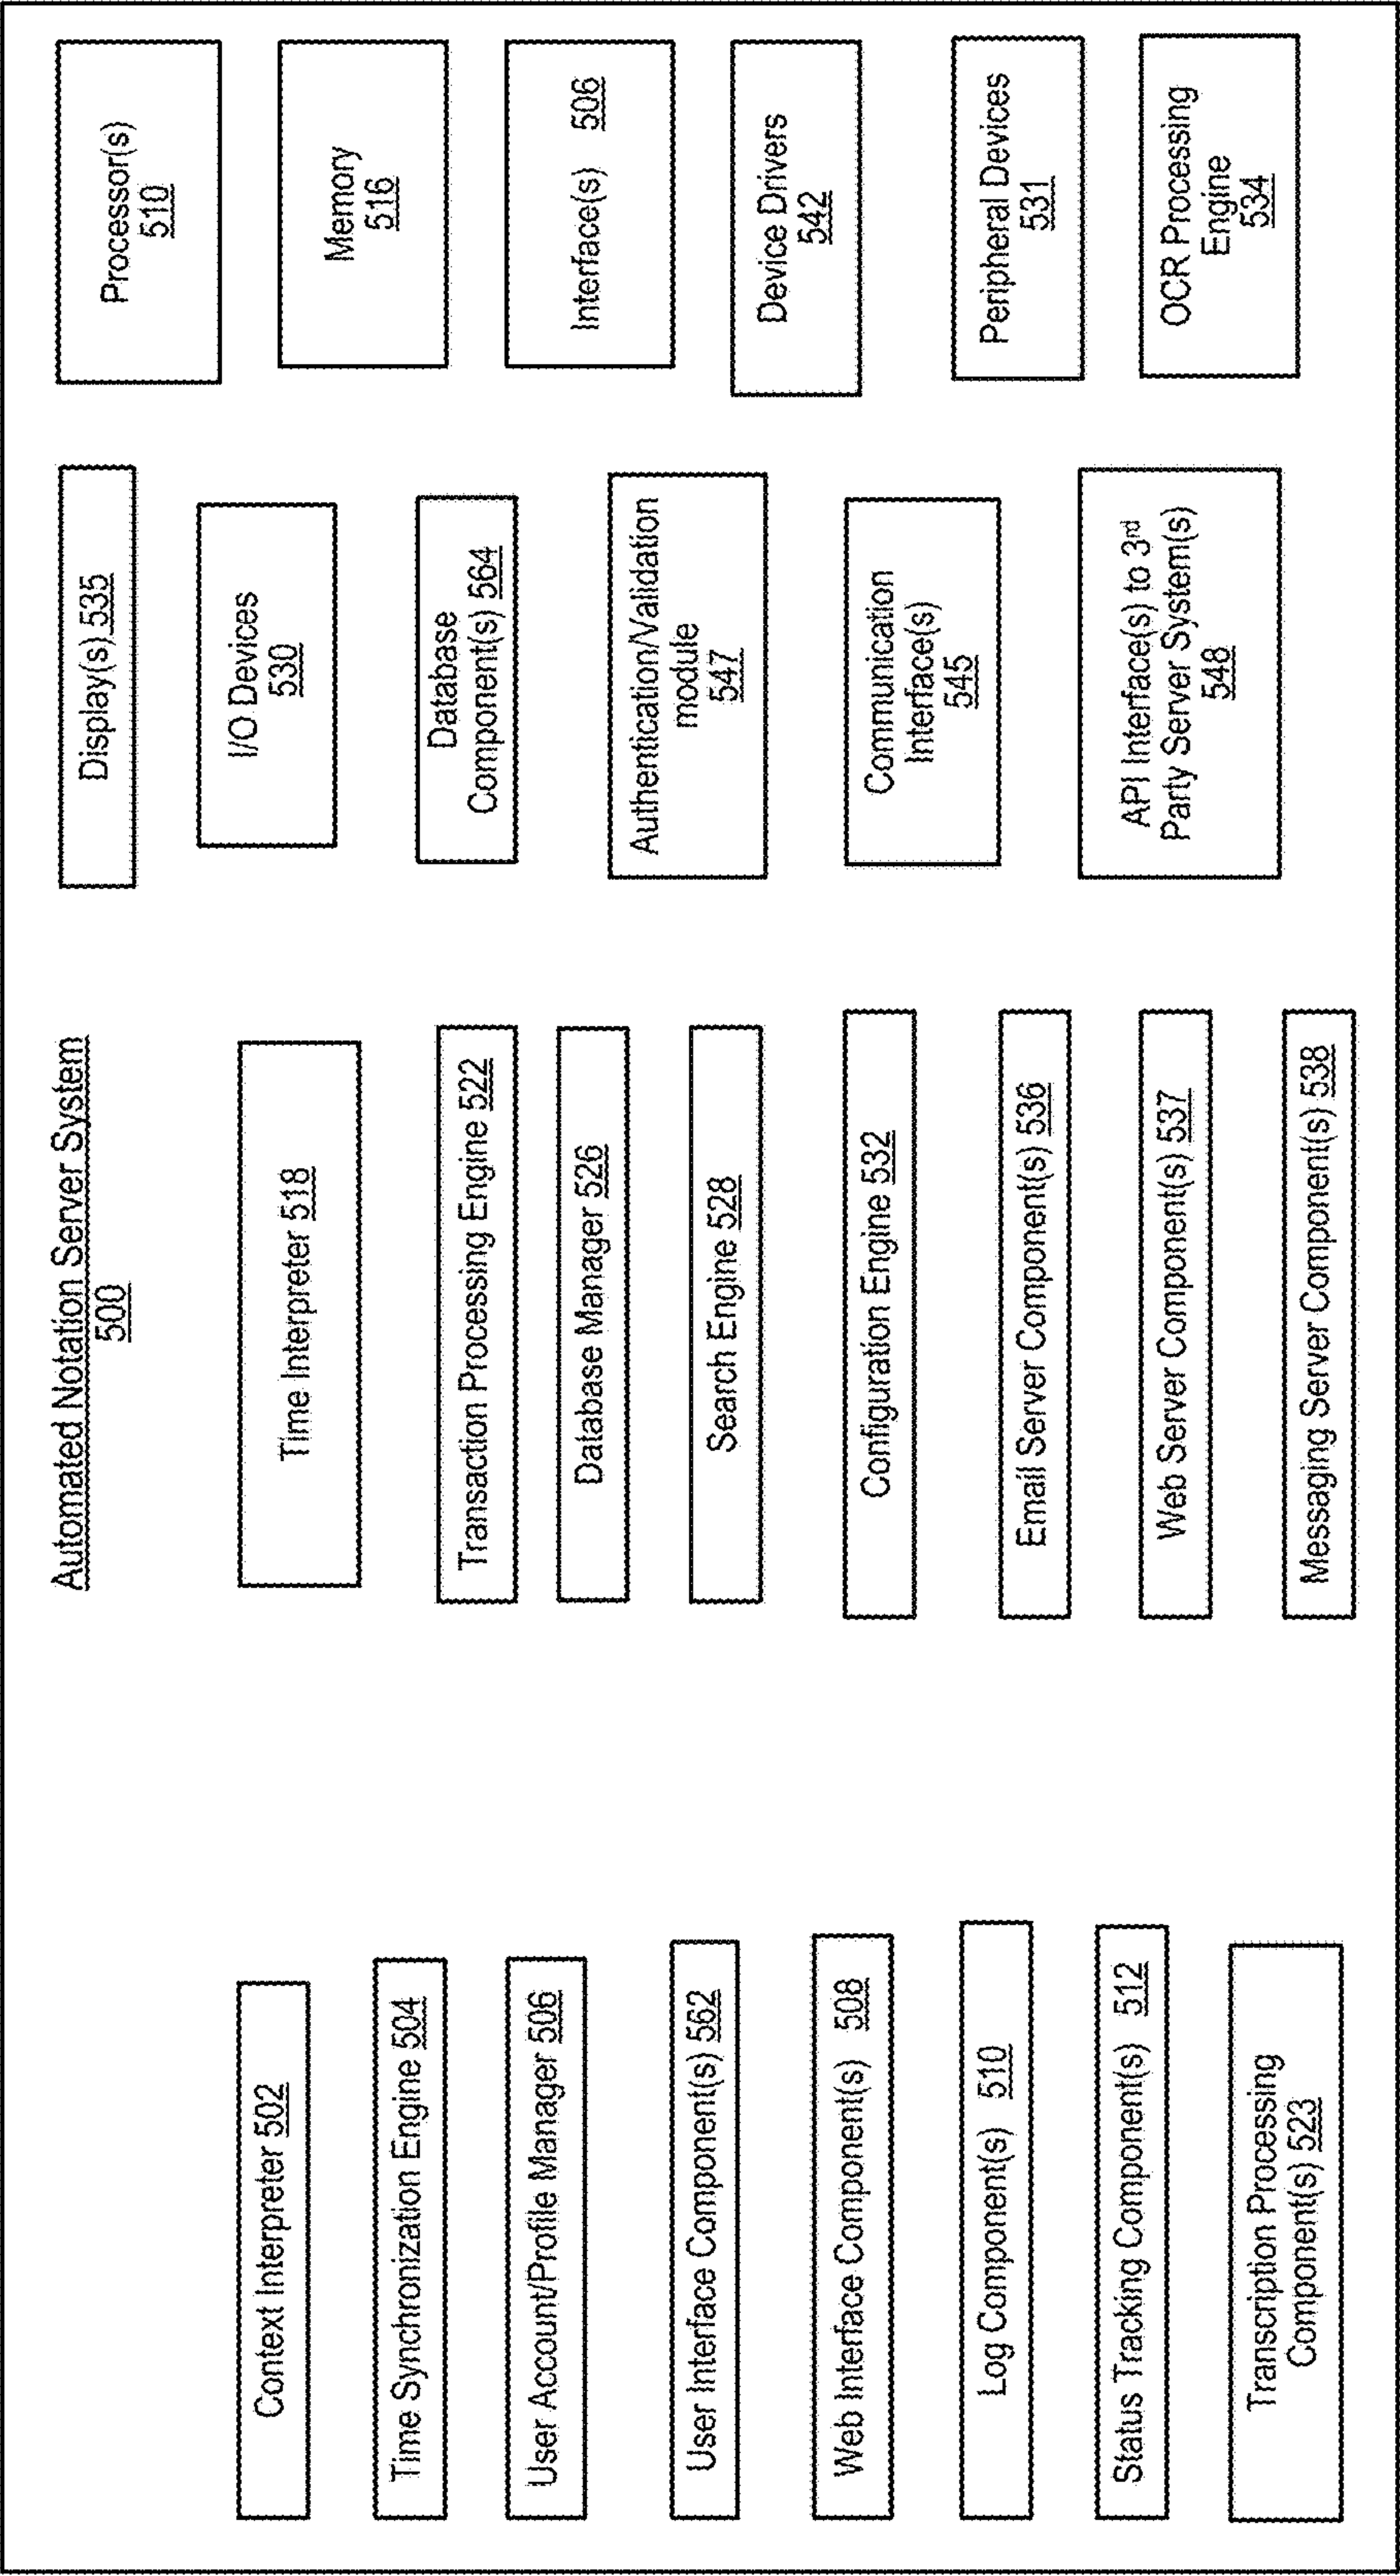 Automated Notation Server System
500
Context Interpreter 502
Time Synchronization Engine 504
User Account/Profile Manager 506
User Interface Component(s) 562
Web Interface Component(s) 508
Log Component(s) 510
Status Tracking Component(s) 512
Transcription Processing
Component(s) 523
Time Interpreter 518
Transaction Processing Engine 522
Database Manager 526
Search Engine 528
Configuration Engine 532
Email Server Component(s) 536
Web Server Component(s) 537
Messaging Server Component(s) 538
Display(s) 535
I/O Devices
530
Database
Component(s) 564
Authentication/Validation
module
547
Communication
Interface(s)
545
API Interface(s) to 3rd
Party Server System(s)
548
Processor(s)
510
Memory
516
Interface(s) 506
Device Drivers
542
Peripheral Devices
531
OCR Processing
Engine
534